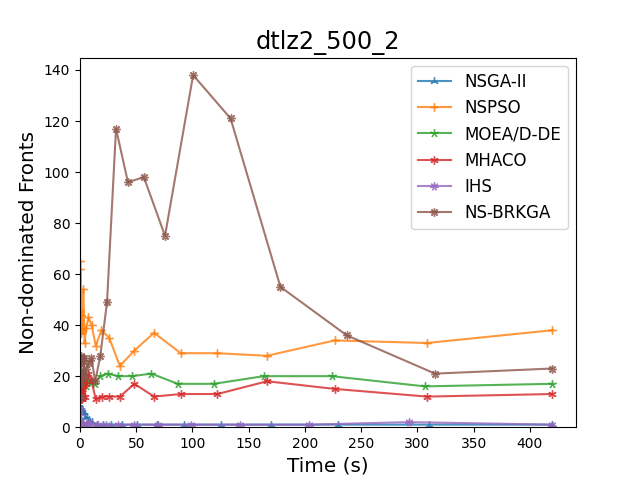 dtlz2_500_2
Non-dominated Fronts
140
120
100
80
60
40
20
0
0 50 100 150 200 250 300 350 400
Time (s)
NSGA-II
NSPSO
MOEA/D-DE
MHACO
IHS
NS-BRKGA